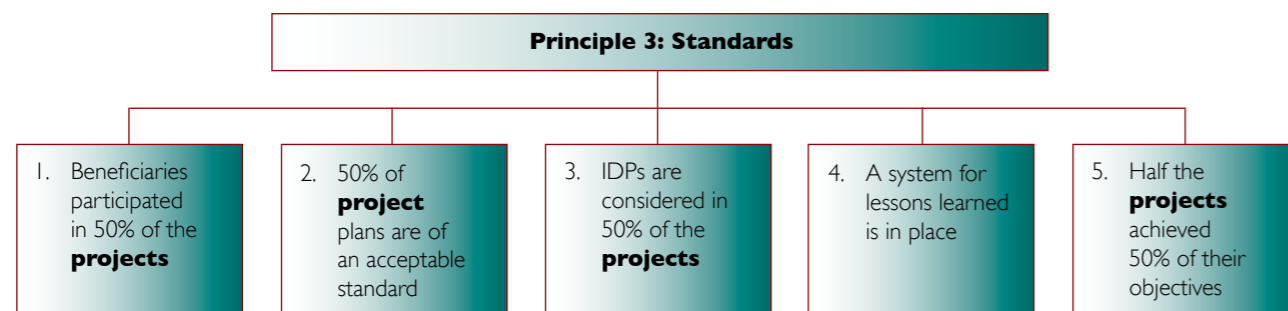 Principle 3: Standards
1. Beneficiaries
participated
in 50% of the
projects
2. 50% of
project
plans are of
an acceptable
standard
3. IDPs are
considered in
50% of the
projects
4. A system for
lessons learned
is in place
5. Half the
projects
achieved
50% of their
objectives